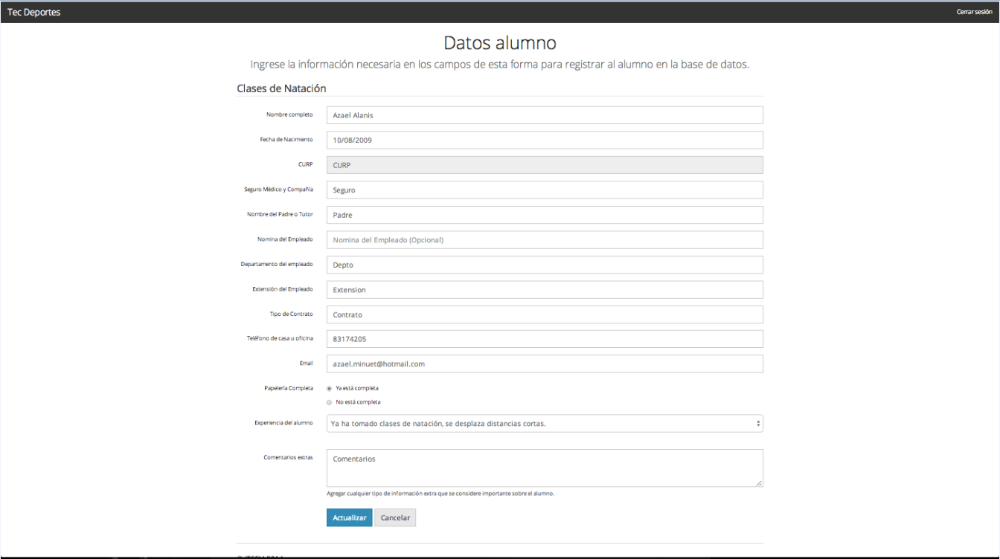 Tec Deportes Cerrar sesión
Datos alumno
Ingrese la información necesaria en los campos de esta forma para registrar al alumno en la base de datos.
Clases de Natación
Nombre completo Azael Alanis
Fecha de Nacimiento 10/08/2009
CURP CURP
Seguro Médico y Compañía Seguro
Nombre del Padre o Tutor Padre
Nomina del Empleado Nomina del Empleado (Opcional)
Departamento del empleado Depto
Extensión del Empleado Extension
Tipo de Contrato Contrato
Teléfono de casa u oficina 83174205
Email azael.minuet@hotmail.com
Papelería Completa Ya está completa
No está completa
Experiencia del alumno Ya ha tomado clases de natación, se desplaza distancias cortas.
Comentarios extras Comentarios
Agregar cualquier tipo de información extra que se considere importante sobre el alumno.
Actualizar Cancelar